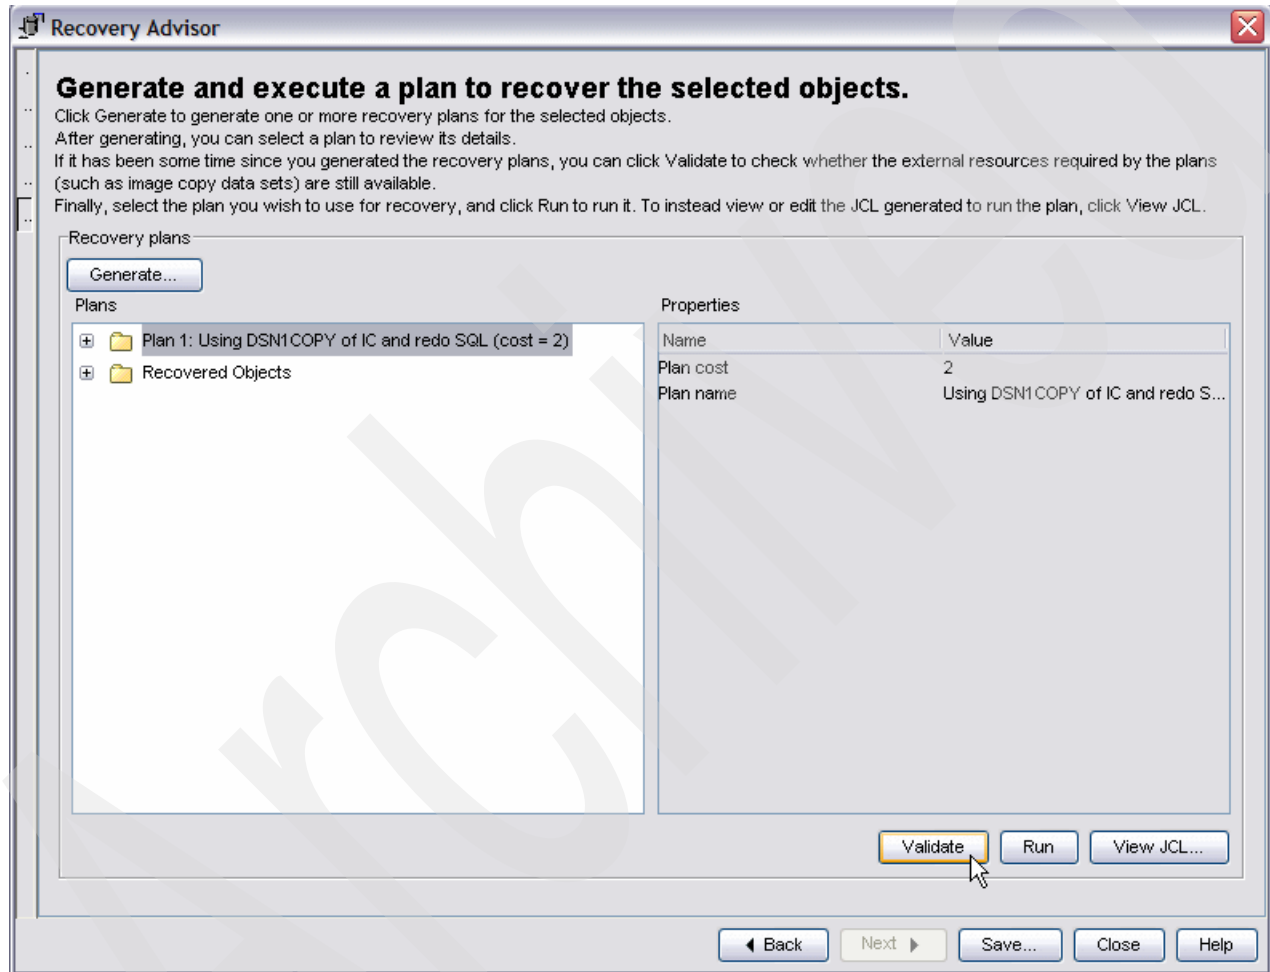 Recovery Advisor
Generate and execute a plan to recover the selected objects.
Click Generate to generate one or more recovery plans for the selected objects.
After generating, you can select a plan to review its details.
If it has been some time since you generated the recovery plans, you can click Validate to check whether the external resources required by the plans
(such as image copy data sets) are still available.
Finally, select the plan you wish to use for recovery, and click Run to run it. To instead view or edit the JCL generated to run the plan, click View JCL.
Recovery plans
Generate...
Plans
Properties
Plan 1: Using DSN1COPY of IC and redo SQL (cost = 2)
Recovered Objects
Name Value
Plan cost 2
Plan name Using DSN1COPY of IC and redo S...
Validate Run View JCL...
Back Next Save... Close Help
Archived